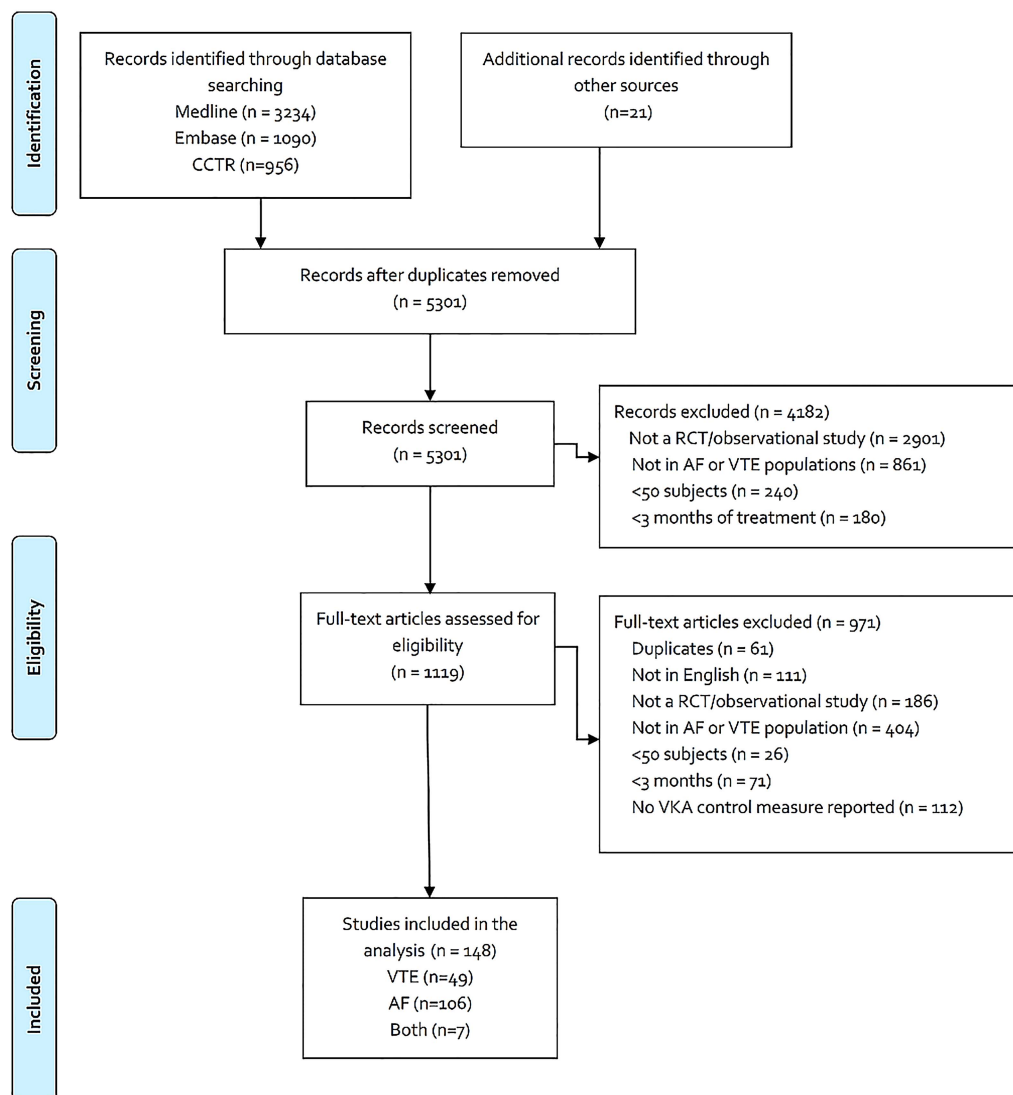 Identification
Records identified through database
searching
Medline (n = 3234)
Embase (n = 1090)
CCTR (n=956)
Additional records identified through
other sources
(n=21)
Screening
Records after duplicates removed
(n = 5301)
Records screened
(n = 5301)
Records excluded (n = 4182)
Not a RCT/observational study (n = 2901)
Not in AF or VTE populations (n = 861)
<50 subjects (n = 240)
<3 months of treatment (n = 180)
Eligibility
Full-text articles assessed for
eligibility
(n = 1119)
Full-text articles excluded (n = 971)
Duplicates (n = 61)
Not in English (n = 111)
Not a RCT/observational study (n = 186)
Not in AF or VTE population (n = 404)
<50 subjects (n = 26)
<3 months (n = 71)
No VKA control measure reported (n = 112)
Included
Studies included in the
analysis (n = 148)
VTE (n=49)
AF (n=106)
Both (n=7)